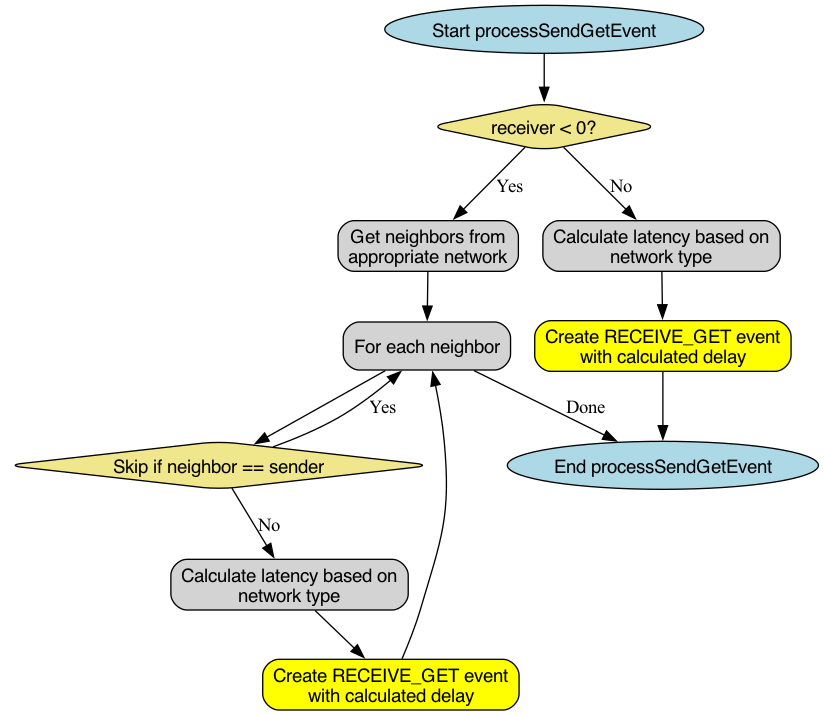 Start processSendGetEvent
receiver < 0?
Yes
No
Get neighbors from
appropriate network
Calculate latency based on
network type
For each neighbor
Create RECEIVE_GET event
with calculated delay
Yes
Done
Skip if neighbor == sender
End processSendGetEvent
No
Calculate latency based on
network type
Create RECEIVE_GET event
with calculated delay